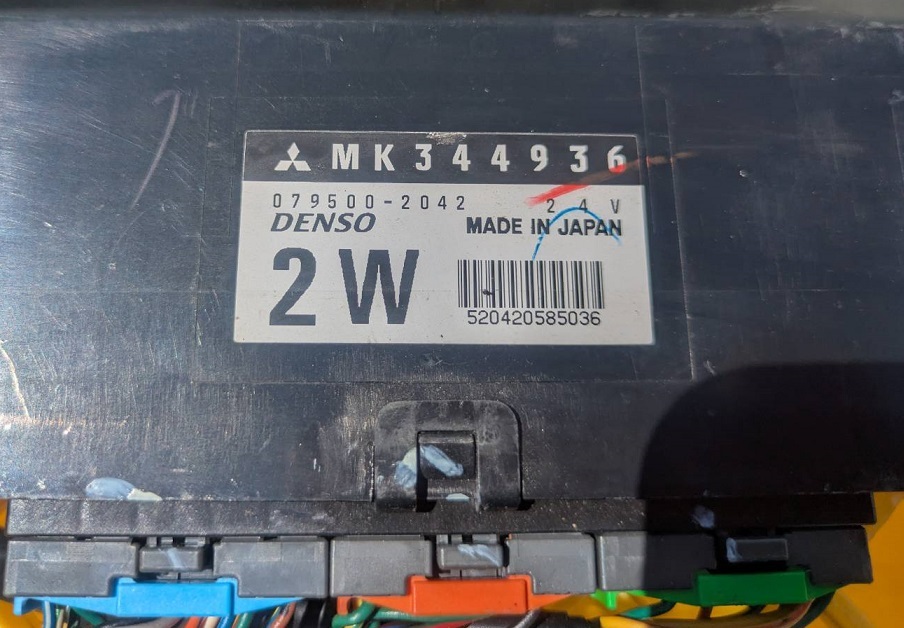 MK344936
079500-2042 24V
DENSO MADE IN JAPAN
2W
520420585036